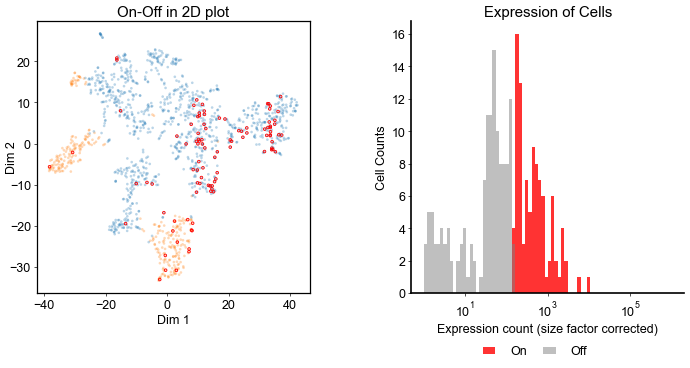 On-Off in 2D plot
Dim 2
20
10
0
−10
−20
−30
−40
−20
0
20
40
Dim 1
Expression of Cells
Cell Counts
16
14
12
10
8
6
4
2
0
10^1
10^3
10^5
Expression count (size factor corrected)
On
Off